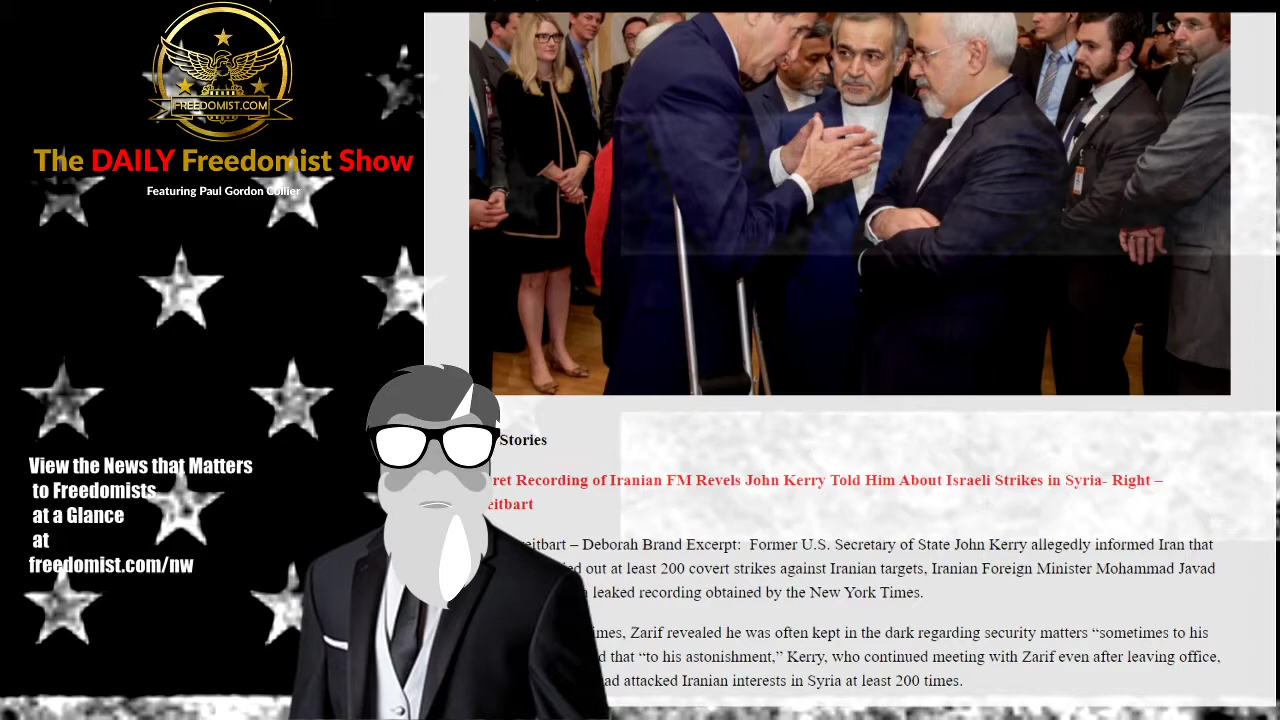 FREEDOMIST.COM
The DAILY Freedomist Show
Featuring Paul Gordon Collier
View the News that Matters
to Freedomists
at a Glance
at
freedomist.com/nw
Stories
ret Recording of Iranian FM Revels John Kerry Told Him About Israeli Strikes in Syria- Right –
eitbart
eitbart – Deborah Brand Excerpt: Former U.S. Secretary of State John Kerry allegedly informed Iran that
ed out at least 200 covert strikes against Iranian targets, Iranian Foreign Minister Mohammad Javad
leaked recording obtained by the New York Times.
imes, Zarif revealed he was often kept in the dark regarding security matters “sometimes to his
d that “to his astonishment,” Kerry, who continued meeting with Zarif even after leaving office,
ad attacked Iranian interests in Syria at least 200 times.